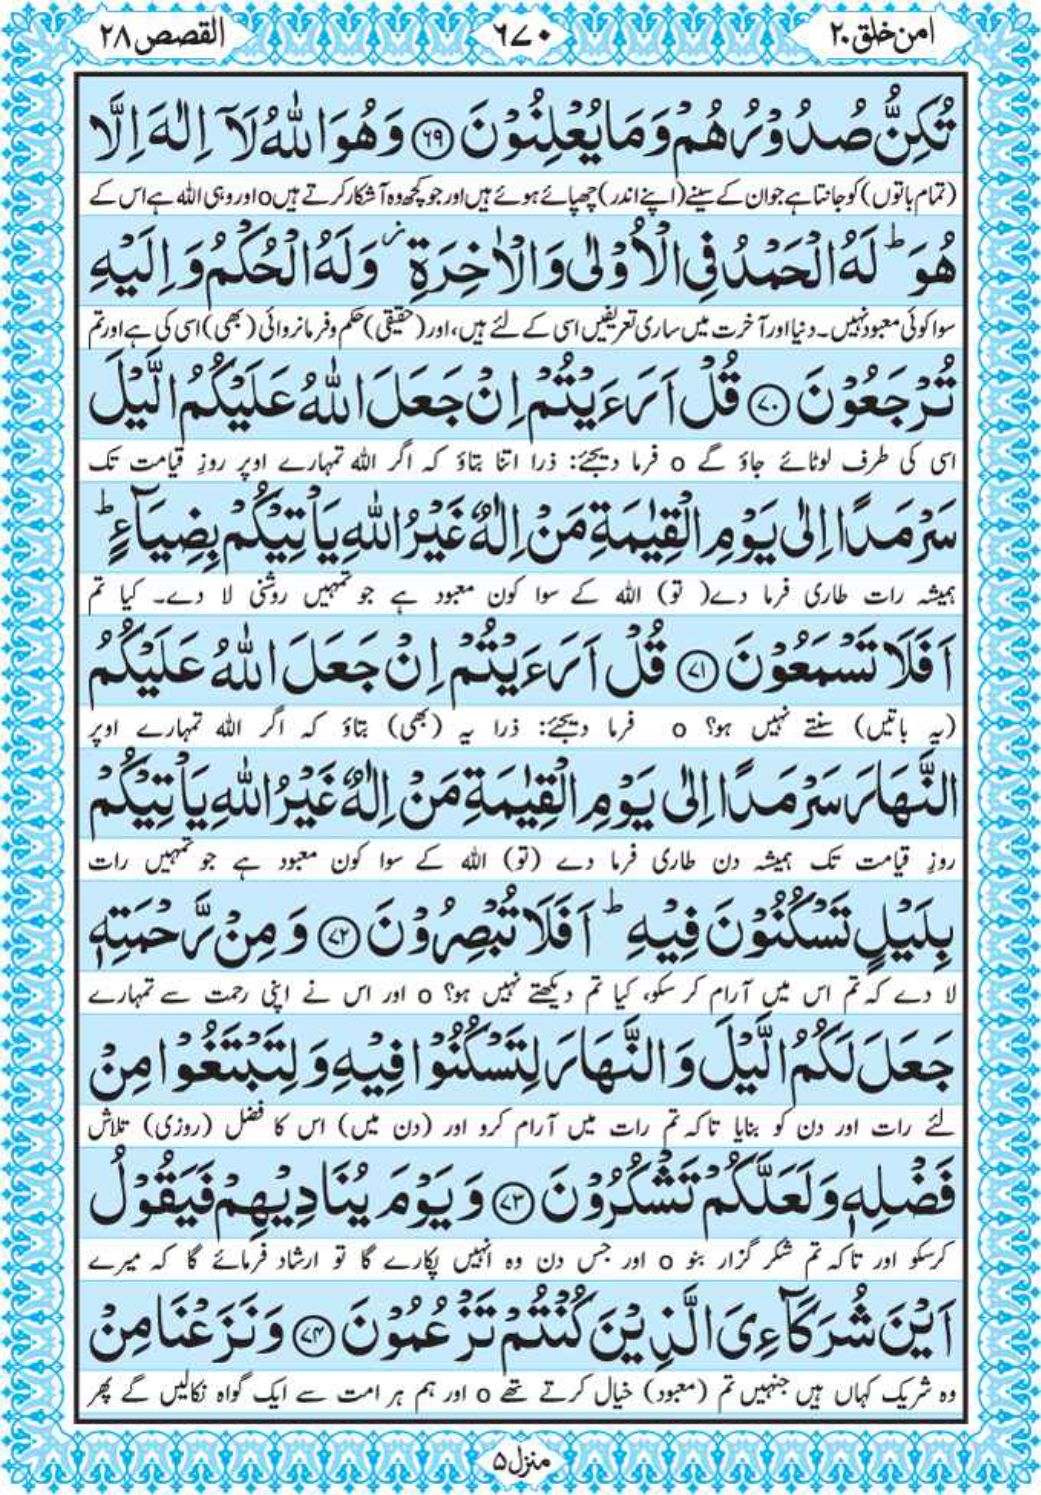 امن خلق ٢٠
٦٧٠
القصص ٢٨
تُكِنُّ صُدُوْرُهُمْ وَمَا يُعْلِنُوْنَ ﴿٦٩﴾ وَهُوَ اللّٰهُ لَآ اِلٰهَ اِلَّا
(تمام باتوں) کو جانتا ہے جو ان کے سینے (اپنے اندر) چھپائے ہوئے ہیں اور جو کچھ وہ آشکار کرتے ہیں o اور وہی اللہ ہے اس کے
هُوَ ؕ لَهُ الْحَمْدُ فِى الْاُوْلٰى وَالْاٰخِرَةِ ؗ وَلَهُ الْحُكْمُ وَاِلَيْهِ
سوا کوئی معبود نہیں۔ دنیا اور آخرت میں ساری تعریفیں اسی کے لئے ہیں، اور (حقیقی) حکم و فرمانروائی (بھی) اسی کی ہے اور تم
تُرْجَعُوْنَ ﴿٧٠﴾ قُلْ اَرَءَيْتُمْ اِنْ جَعَلَ اللّٰهُ عَلَيْكُمُ الَّيْلَ
اسی کی طرف لوٹائے جاؤ گے o فرما دیجئے: ذرا اتنا بتاؤ کہ اگر اللہ تمہارے اوپر روزِ قیامت تک
سَرْمَدًا اِلٰى يَوْمِ الْقِيٰمَةِ مَنْ اِلٰهٌ غَيْرُ اللّٰهِ يَاْتِيْكُمْ بِضِيَآءٍ ؕ
ہمیشہ رات طاری فرما دے( تو) اللہ کے سوا کون معبود ہے جو تمہیں روشنی لا دے۔ کیا تم
اَفَلَا تَسْمَعُوْنَ ﴿٧١﴾ قُلْ اَرَءَيْتُمْ اِنْ جَعَلَ اللّٰهُ عَلَيْكُمُ
(یہ باتیں) سنتے نہیں ہو؟ o فرما دیجئے: ذرا یہ (بھی) بتاؤ کہ اگر اللہ تمہارے اوپر
النَّهَارَ سَرْمَدًا اِلٰى يَوْمِ الْقِيٰمَةِ مَنْ اِلٰهٌ غَيْرُ اللّٰهِ يَاْتِيْكُمْ
روزِ قیامت تک ہمیشہ دن طاری فرما دے (تو) اللہ کے سوا کون معبود ہے جو تمہیں رات
بِلَيْلٍ تَسْكُنُوْنَ فِيْهِ ؕ اَفَلَا تُبْصِرُوْنَ ﴿٧٢﴾ وَمِنْ رَّحْمَتِهٖ
لا دے کہ تم اس میں آرام کر سکو، کیا تم دیکھتے نہیں ہو؟ o اور اس نے اپنی رحمت سے تمہارے
جَعَلَ لَكُمُ الَّيْلَ وَالنَّهَارَ لِتَسْكُنُوْا فِيْهِ وَلِتَبْتَغُوْا مِنْ
لئے رات اور دن کو بنایا تاکہ تم رات میں آرام کرو اور (دن میں) اس کا فضل (روزی) تلاش
فَضْلِهٖ وَلَعَلَّكُمْ تَشْكُرُوْنَ ﴿٧٣﴾ وَيَوْمَ يُنَادِيْهِمْ فَيَقُوْلُ
کرسکو اور تاکہ تم شکر گزار بنو o اور جس دن وہ انہیں پکارے گا تو ارشاد فرمائے گا کہ میرے
اَيْنَ شُرَكَآءِىَ الَّذِيْنَ كُنْتُمْ تَزْعُمُوْنَ ﴿٧٤﴾ وَنَزَعْنَا مِنْ
وہ شریک کہاں ہیں جنہیں تم (معبود) خیال کرتے تھے o اور ہم ہر امت سے ایک گواہ نکالیں گے پھر
منزل ٥